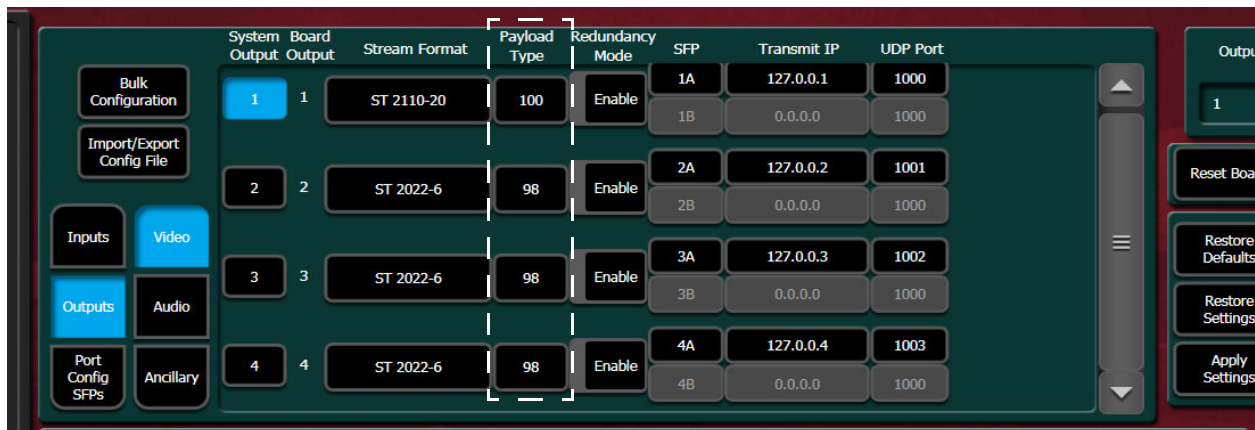 System Board Payload Redundancy
Output Output Stream Format Type Mode SFP Transmit IP UDP Port
Bulk
Configuration
Import/Export
Config File
Inputs Video
Outputs Audio
Port
Config
SFPs
Ancillary
1 1 ST 2110-20 100 Enable 1A 127.0.0.1 1000
1B 0.0.0.0 1000
2 2 ST 2022-6 98 Enable 2A 127.0.0.2 1001
2B 0.0.0.0 1000
3 3 ST 2022-6 98 Enable 3A 127.0.0.3 1002
3B 0.0.0.0 1000
4 4 ST 2022-6 98 Enable 4A 127.0.0.4 1003
4B 0.0.0.0 1000
Outpu
1
Reset Boa
Restore
Defaults
Restore
Settings
Apply
Settings